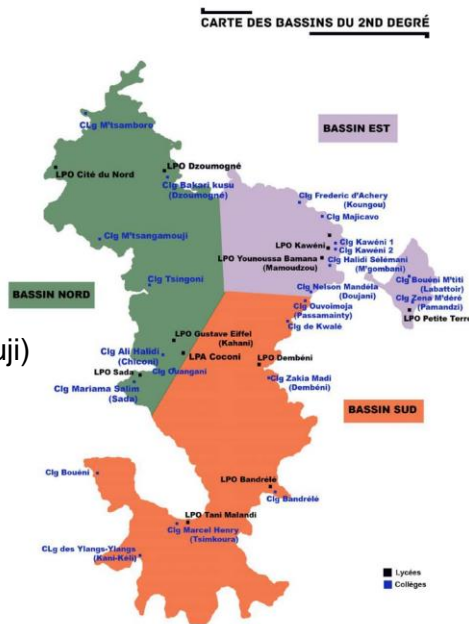 CARTE DES BASSINS DU 2ND DEGRÉ
CLg M'tsamboro
BASSIN EST
LPO Cité du Nord
LPO Dzoumogné
Clg Bakari kusu
(Dzoumogné)
Clg Frederic d'Achery
(Koungou)
Clg Majicavo
Clg M'tsangamouji
LPO Kawéni
Clg Kawéni 1
Clg Kawéni 2
LPO Younoussa Bamana
(Mamoudzou)
Clg Halidi Sélémani
(M'gombani)
Clg Bouéni M'titi
(Labattoir)
Clg Tsingoni
Clg Nelson Mandela
(Doujani)
Clg Zena M'déré
(Pamandzi)
BASSIN NORD
Clg Ouvoimoja
(Passamainty)
LPO Petite Terre
Clg de Kwalé
LPO Gustave Eiffel
(Kahani)
uji)
Clg Ali Halidi
(Chiconi)
LPA Coconi
LPO Dembéni
LPO Sada
Clg Ouangani
Clg Zakia Madi
(Dembéni)
Clg Mariama Salim
(Sada)
BASSIN SUD
Clg Bouéni
LPO Bandrélé
Clg Bandrélé
LPO Tani Malandi
Clg Marcel Henry
(Tsimkoura)
CLg des Ylangs-Ylangs
(Kani-Keli)
Lycées
Collèges